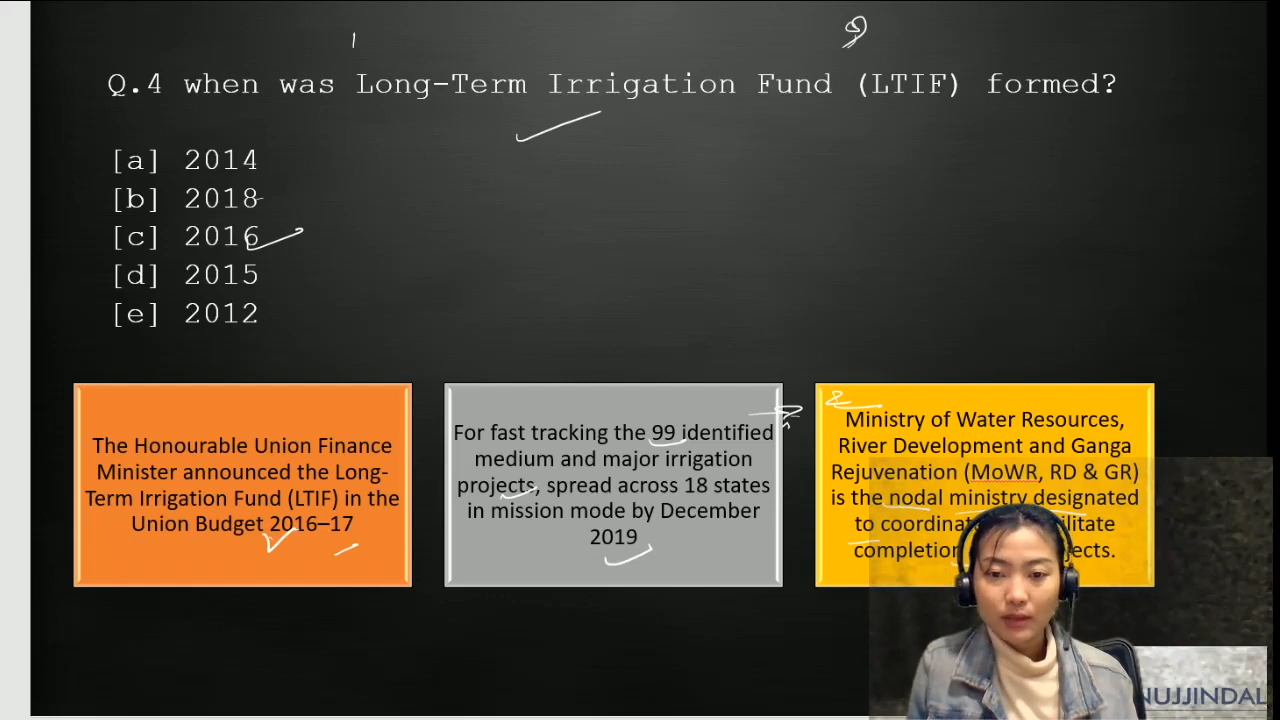 Q.4 when was Long-Term Irrigation Fund (LTIF) formed?
[a] 2014
[b] 2018
[c] 2016
[d] 2015
[e] 2012
The Honourable Union Finance
Minister announced the Long-
Term Irrigation Fund (LTIF) in the
Union Budget 2016–17
For fast tracking the 99 identified
medium and major irrigation
projects, spread across 18 states
in mission mode by December
2019
Ministry of Water Resources,
River Development and Ganga
Rejuvenation (MoWR, RD & GR)
is the nodal ministry designated
to
completion
NUJJINDAL